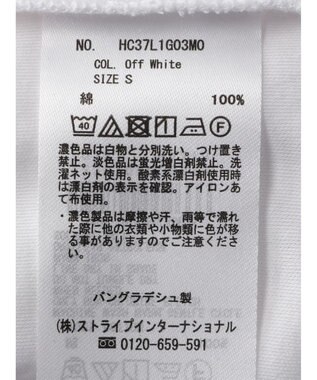 NO. HC37L1G03M0
COL. Off White
SIZE S
綿 100%
40
F
濃色品は白物と分別洗い。つけ置き
禁止。淡色品は蛍光増白剤禁止。洗
濯ネット使用。酸素系漂白剤使用時
は漂白剤の表示を確認。アイロンあ
て布使用。
・濃色製品は摩擦や汗、雨等で濡れ
た際に他の衣類や小物類に色が移
る事がありますのでご注意くださ
い。
バングラデシュ製
(株)ストライプインターナショナル
0120-659-591